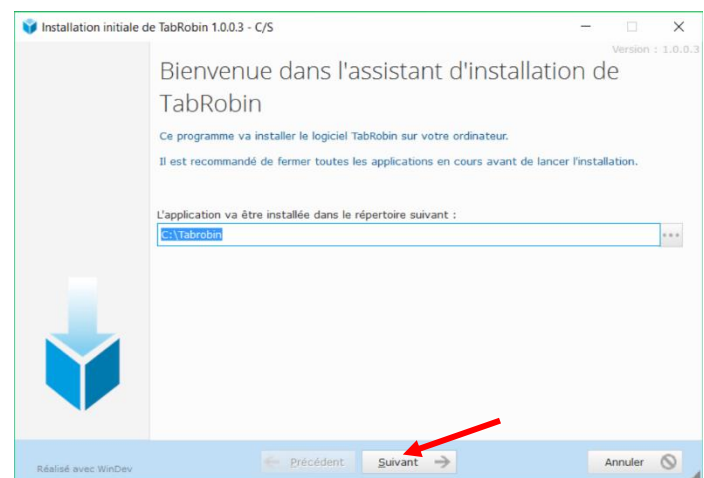 Installation initiale de TabRobin 1.0.0.3 - C/S
Version : 1.0.0.3
Bienvenue dans l'assistant d'installation de
TabRobin
Ce programme va installer le logiciel TabRobin sur votre ordinateur.
Il est recommandé de fermer toutes les applications en cours avant de lancer l'installation.
L'application va être installée dans le répertoire suivant :
C:\Tabrobin
...
Réalisé avec WinDev
Précédent
Suivant
Annuler